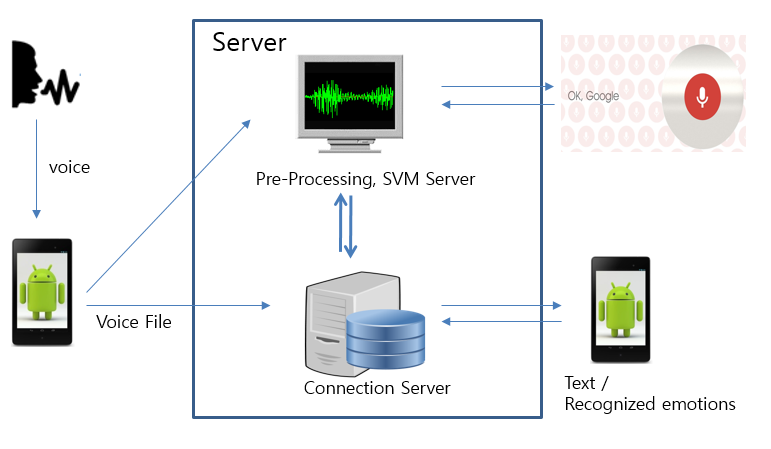 Server
OK, Google
voice
Pre-Processing, SVM Server
Voice File
Connection Server
Text /
Recognized emotions